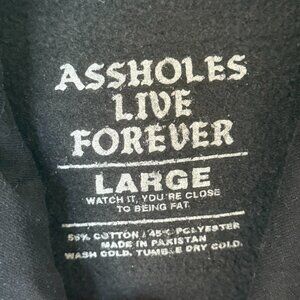 ASSHOLES
LIVE
FOREVER
LARGE
WATCH IT, YOU'RE CLOSE
TO BEING FAT.
55% COTTON / 45% POLYESTER
MADE IN PAKISTAN
WASH COLD. TUMBLE DRY COLD.